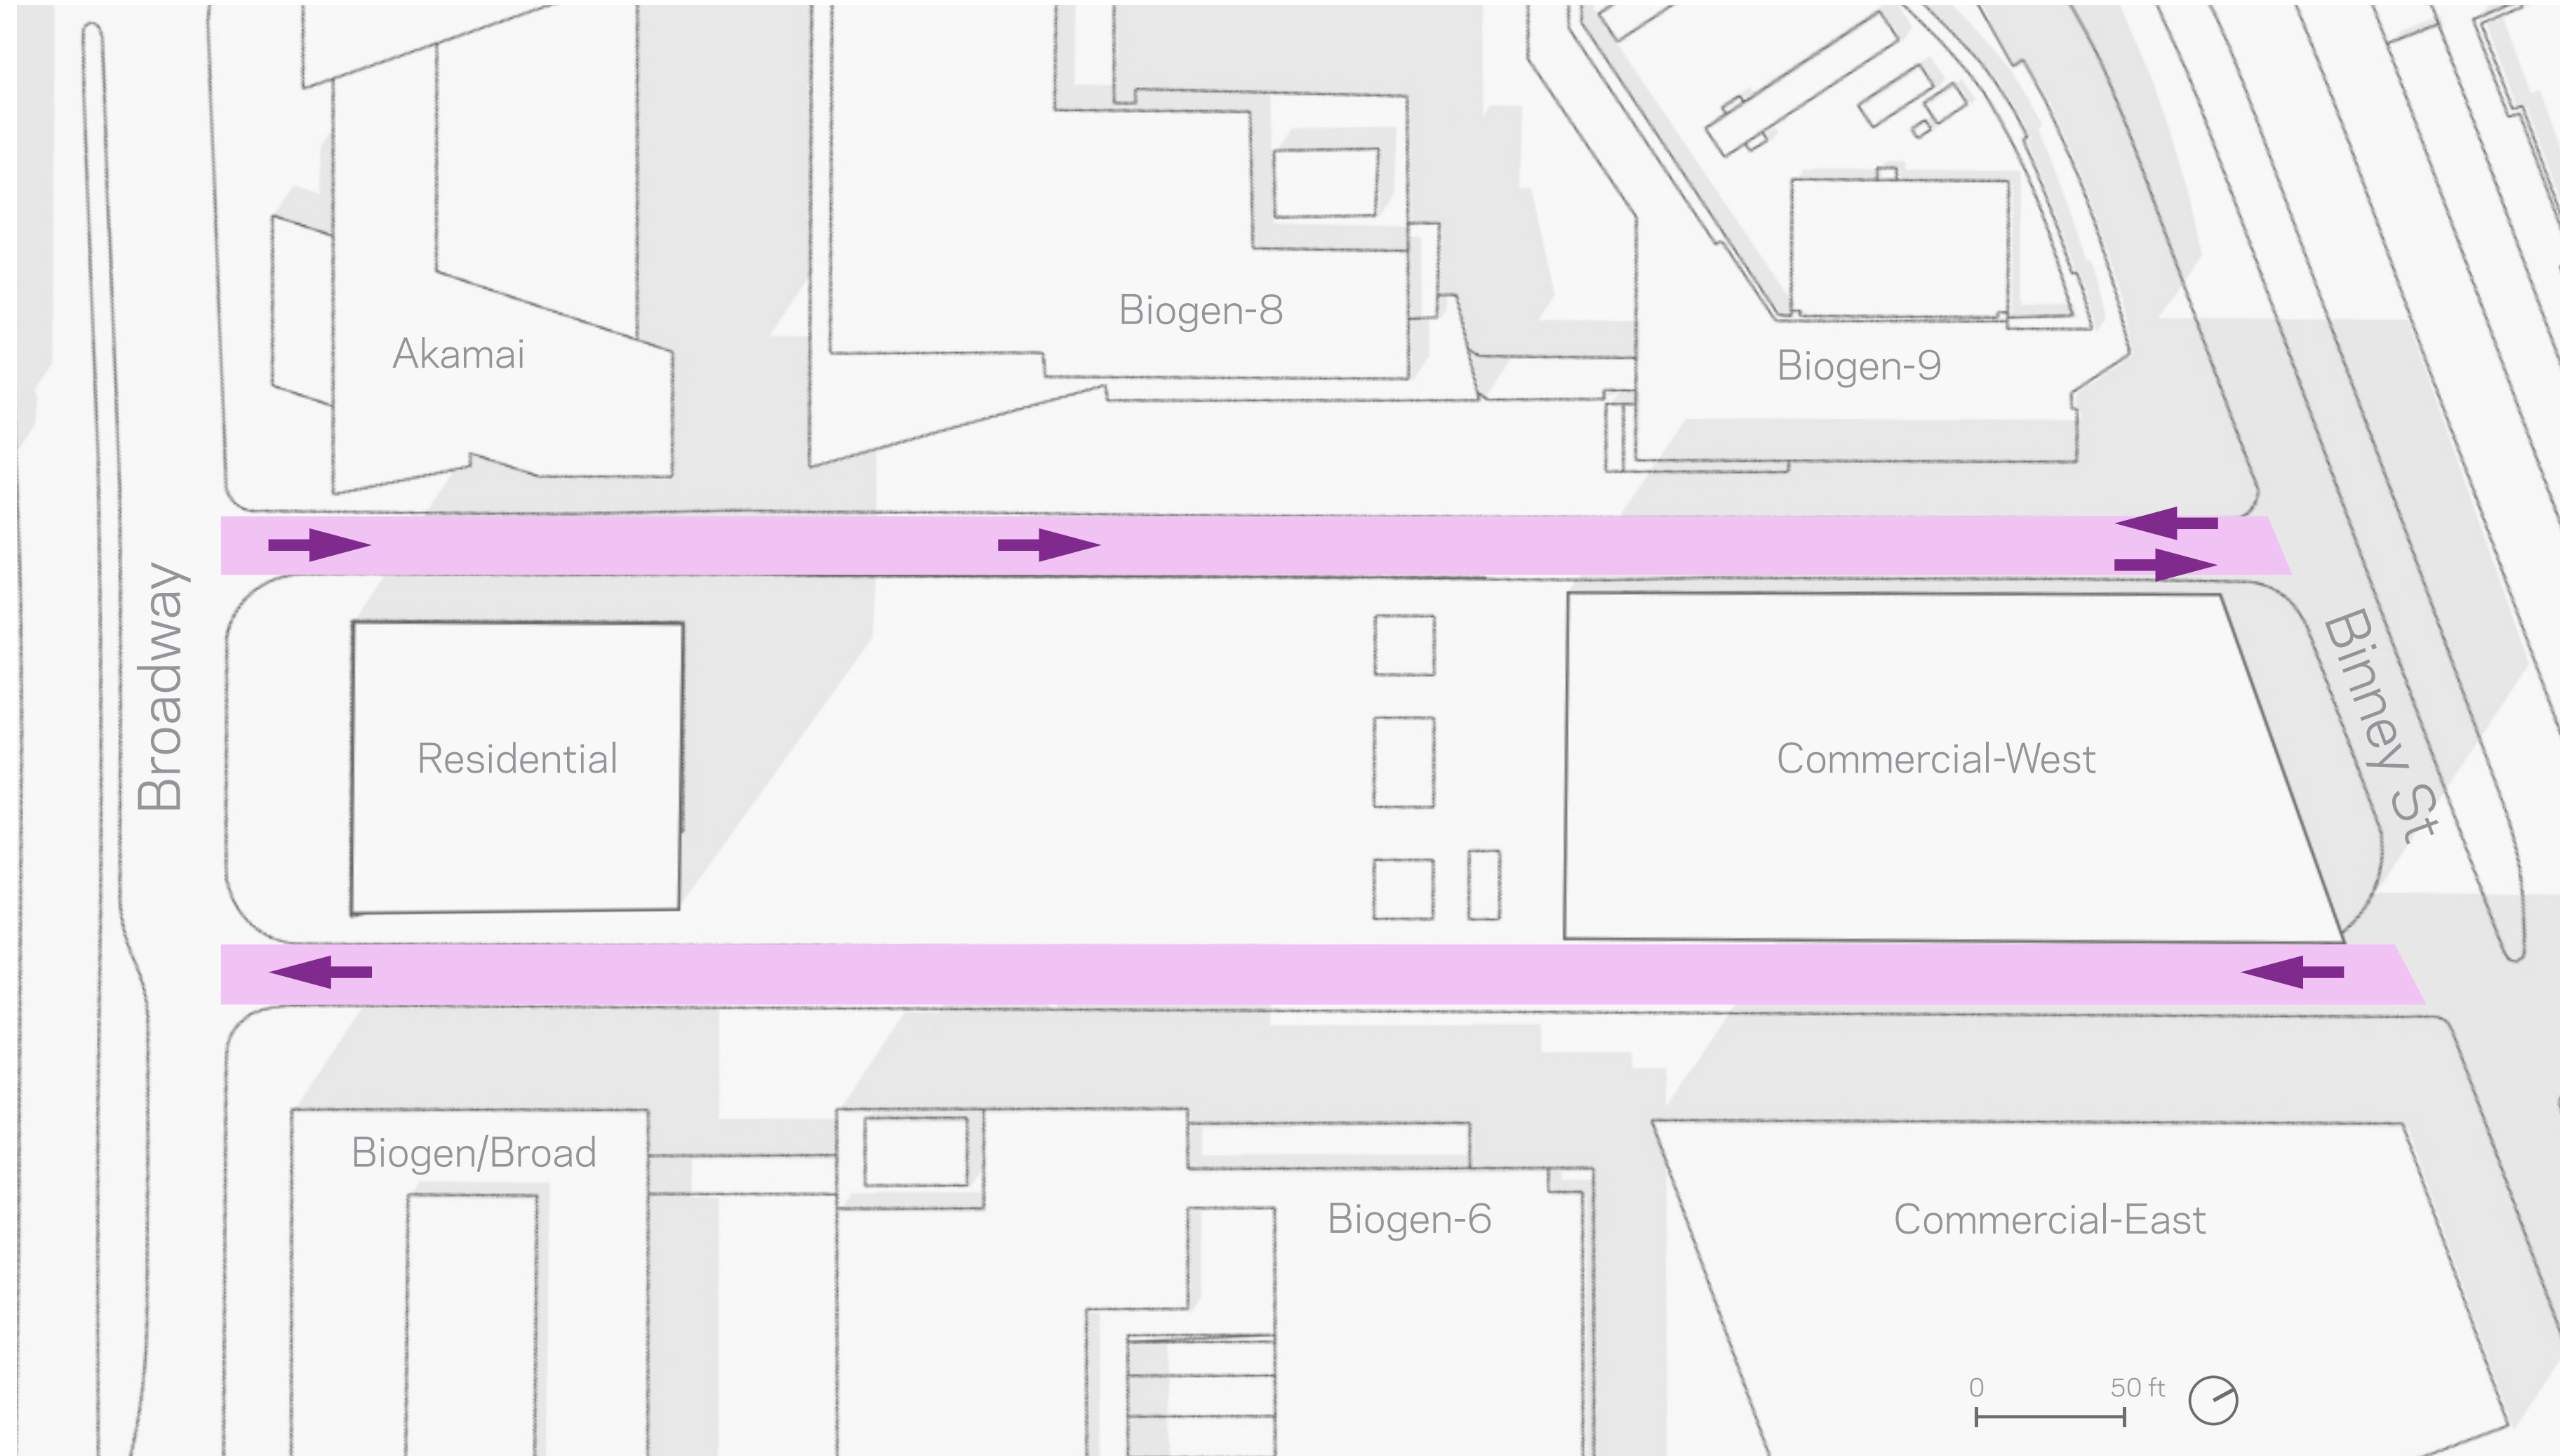 Akamai
Biogen-8
Biogen-9
Broadway
Residential
Commercial-West
Binney St
Biogen/Broad
Biogen-6
Commercial-East
0
50 ft